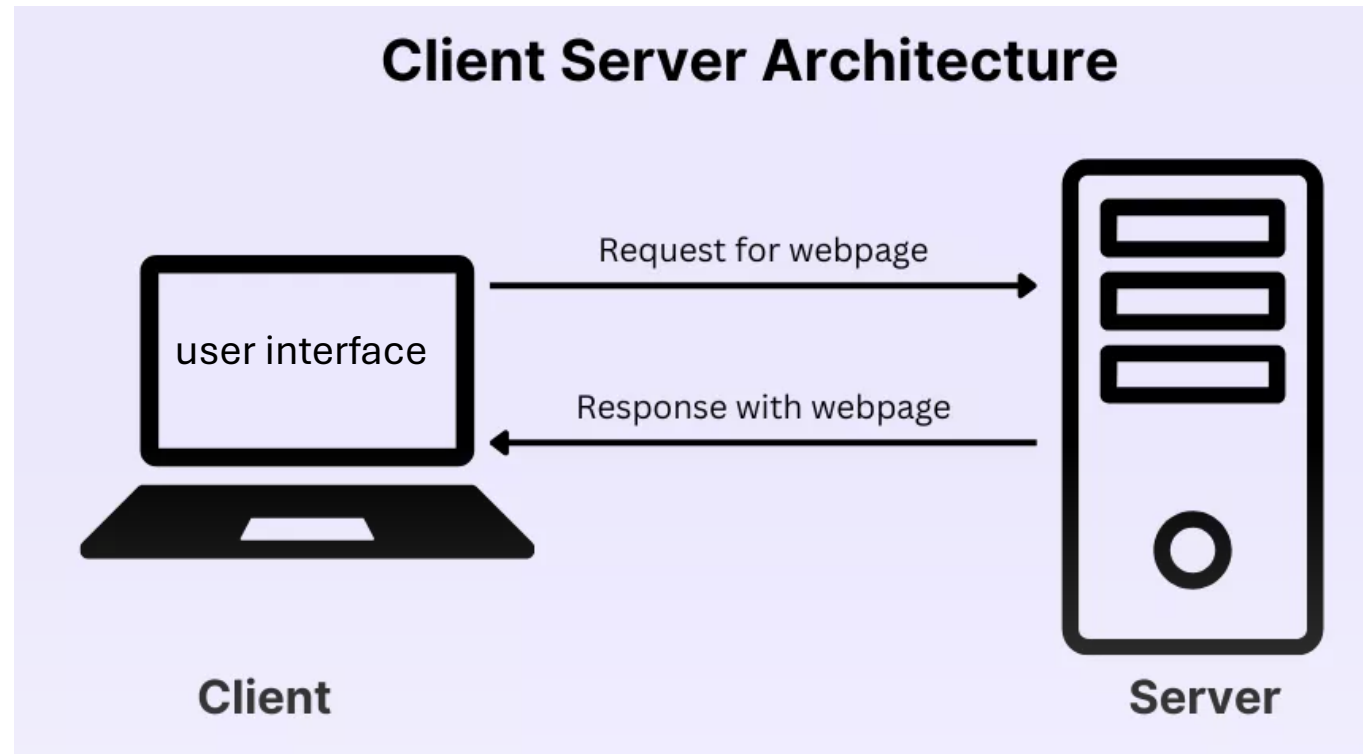 Client Server Architecture
Request for webpage
user interface
Response with webpage
Client
Server